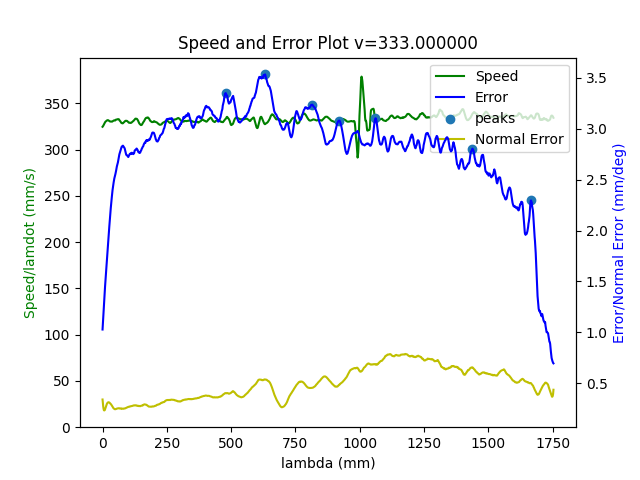 Speed and Error Plot v=333.000000
Speed
Error
peaks
Normal Error
Speed/lamdot (mm/s)
0
50
100
150
200
250
300
350
Error/Normal Error (mm/deg)
0.5
1.0
1.5
2.0
2.5
3.0
3.5
0 250 500 750 1000 1250 1500 1750
lambda (mm)